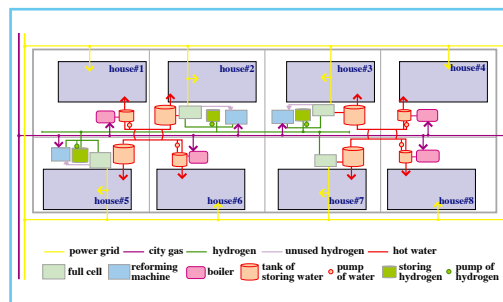 house#1
house#2
house#3
house#4
house#5
house#6
house#7
house#8
power grid
city gas
hydrogen
unused hydrogen
hot water
full cell
reforming
machine
boiler
tank of
storing water
pump
of water
storing
hydrogen
pump of
hydrogen